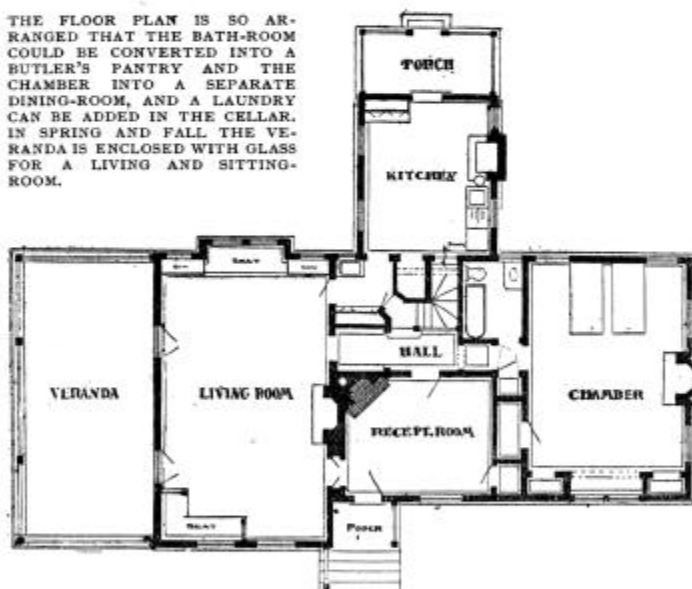 THE FLOOR PLAN IS SO AR-
RANGED THAT THE BATH-ROOM
COULD BE CONVERTED INTO A
BUTLER'S PANTRY AND THE
CHAMBER INTO A SEPARATE
DINING-ROOM, AND A LAUNDRY
CAN BE ADDED IN THE CELLAR.
IN SPRING AND FALL THE VE-
RANDA IS ENCLOSED WITH GLASS
FOR A LIVING AND SITTING-
ROOM.
PORCH
KITCHEN
SEAT
HALL
VERANDA
LIVING ROOM
CHAMBER
RECEPT. ROOM
SEAT
PORCH